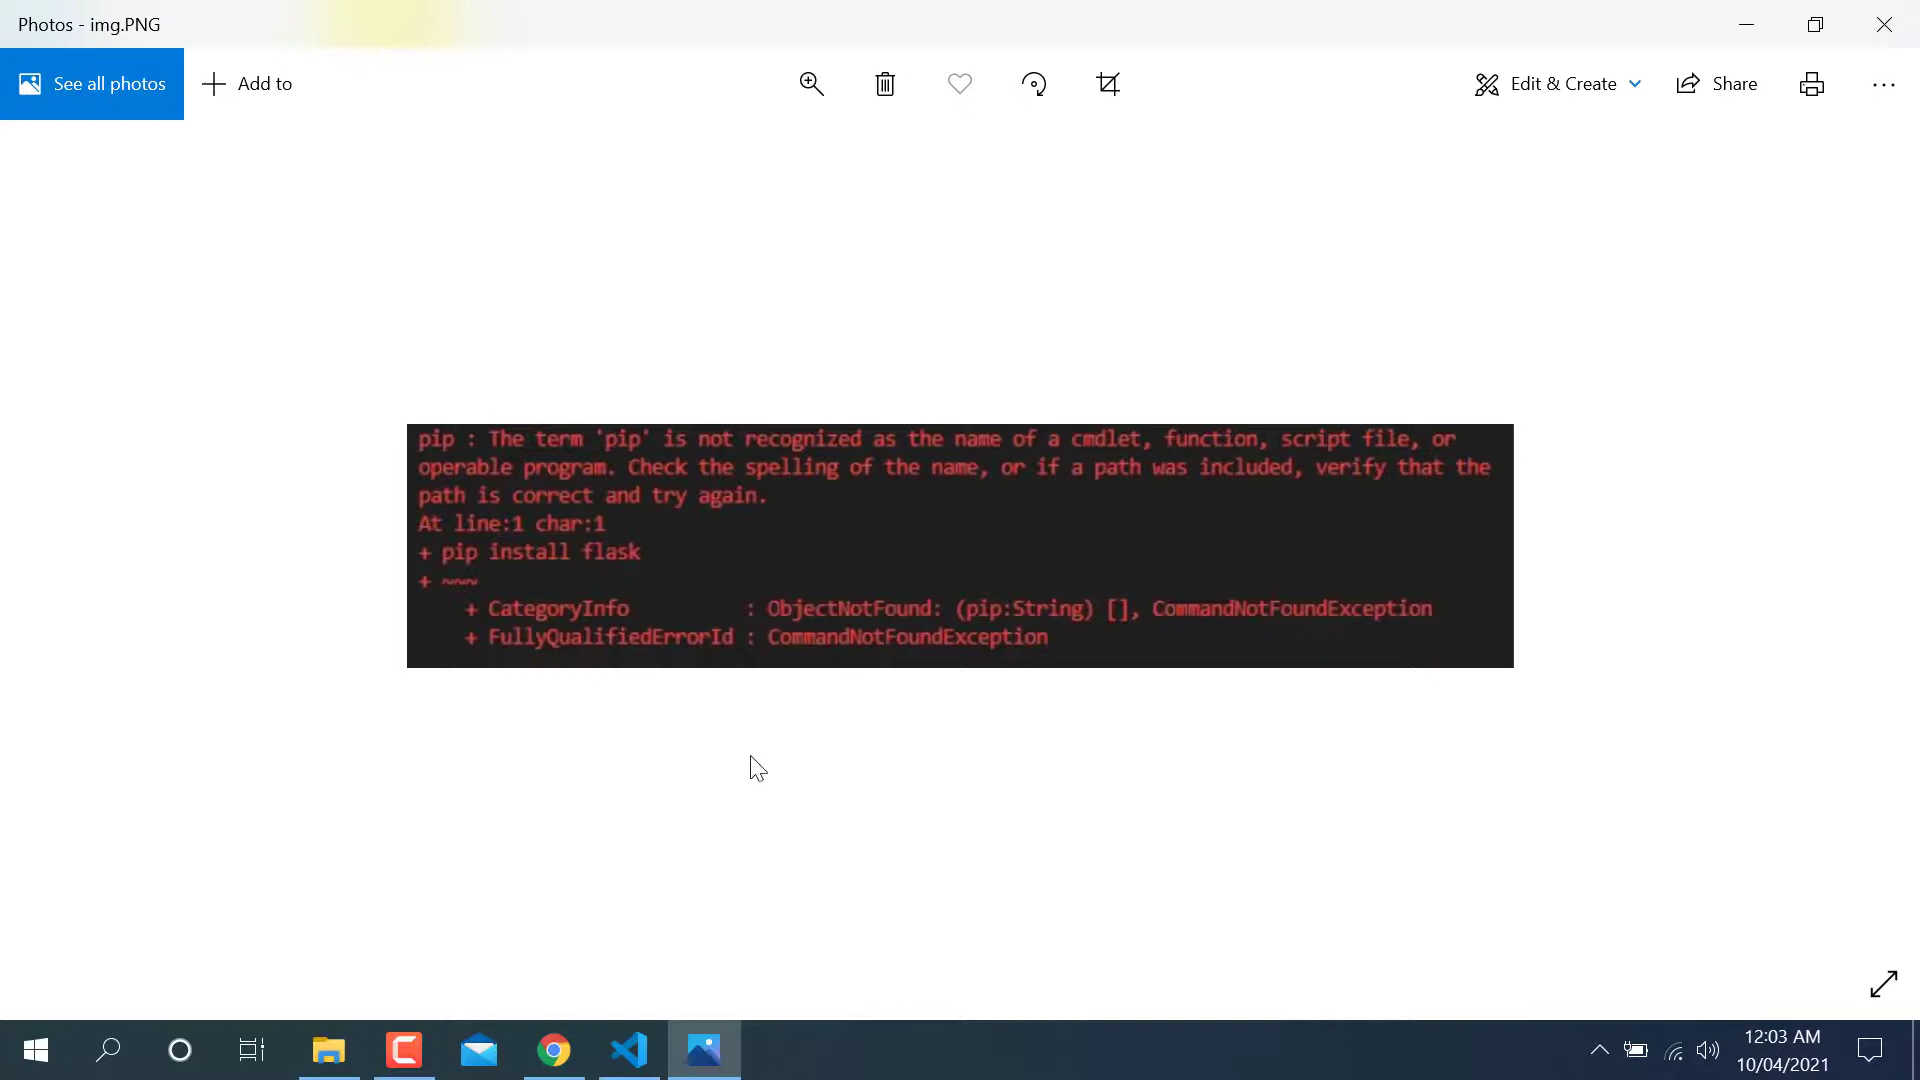 Photos - img.PNG
See all photos
Add to
Edit & Create
Share
pip : The term 'pip' is not recognized as the name of a cmdlet, function, script file, or
operable program. Check the spelling of the name, or if a path was included, verify that the
path is correct and try again.
At line:1 char:1
+ pip install flask
+ ~~~
    + CategoryInfo          : ObjectNotFound: (pip:String) [], CommandNotFoundException
    + FullyQualifiedErrorId : CommandNotFoundException
12:03 AM
10/04/2021